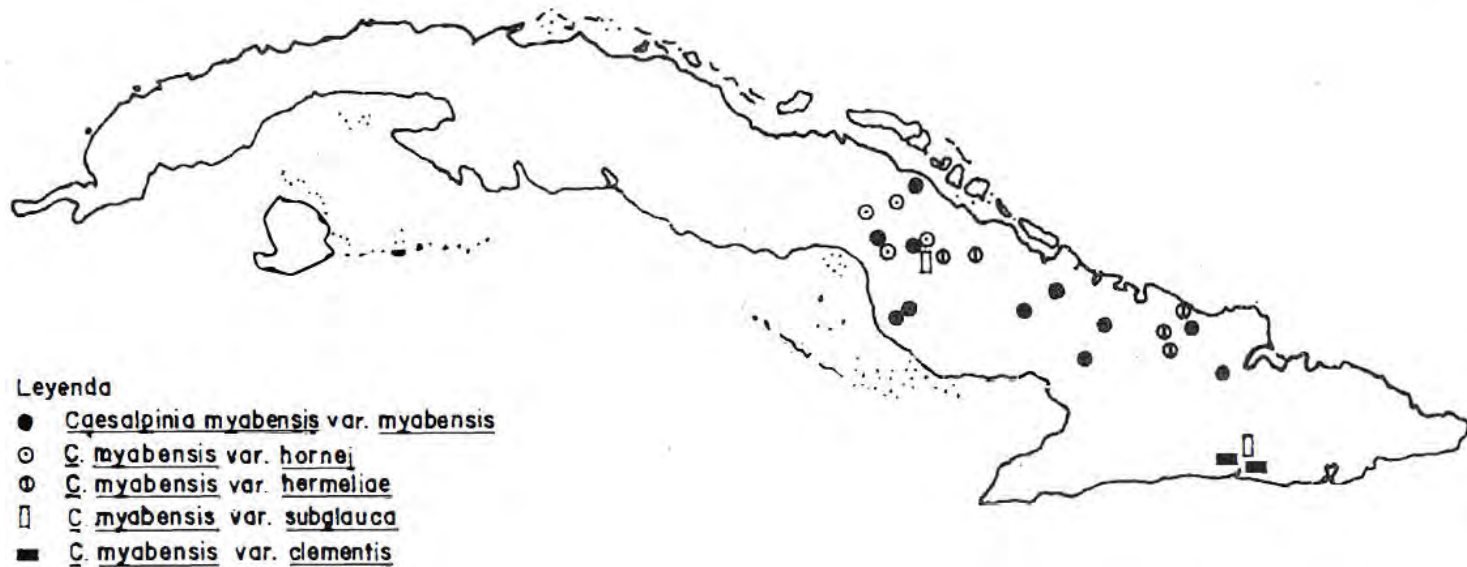 Leyenda
Caesalpinia myabensis var. myabensis
C. myabensis var. hornei
C. myabensis var. hermeliae
C. myabensis var. subglauca
C. myabensis var. clementis